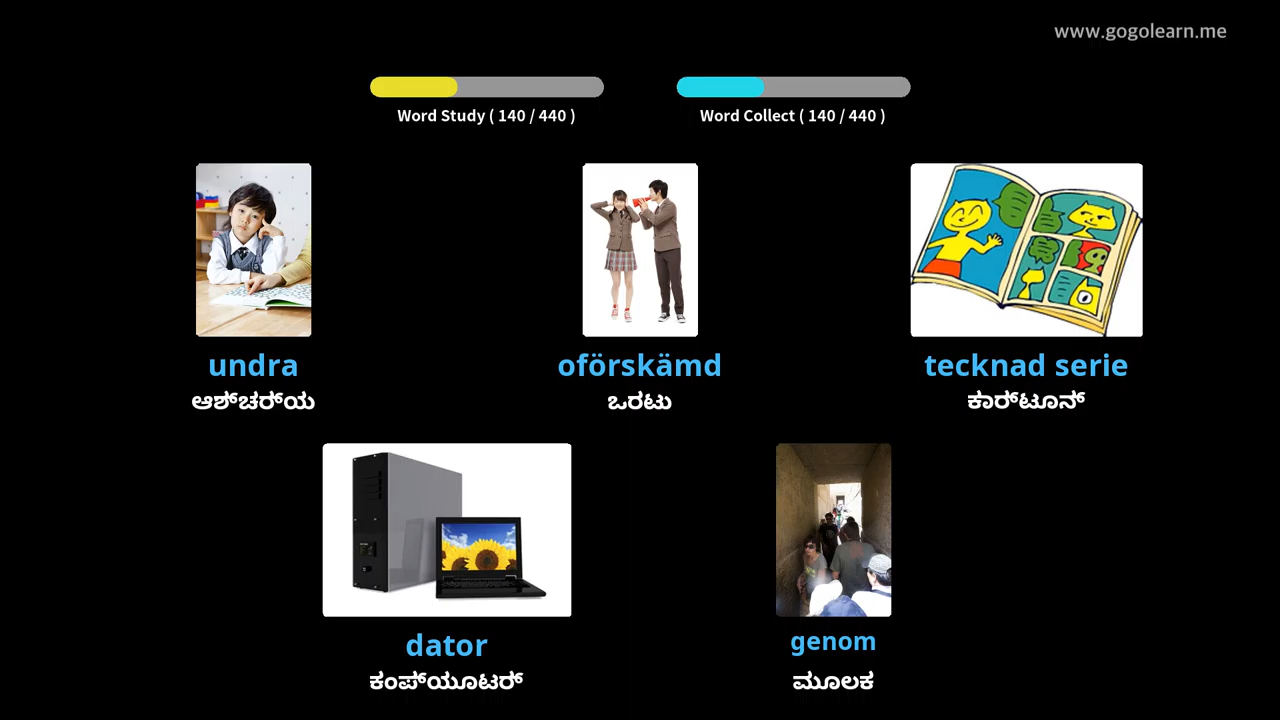 www.gogolearn.me
Word Study ( 140 / 440 )
Word Collect ( 140 / 440 )
undra
ಆಶ್‌ಚರ್‌ಯ
oförskämd
ಒರಟು
tecknad serie
ಕಾರ್‌ಟೂನ್
dator
ಕಂಪ್‌ಯೂಟರ್
genom
ಮೂಲಕ